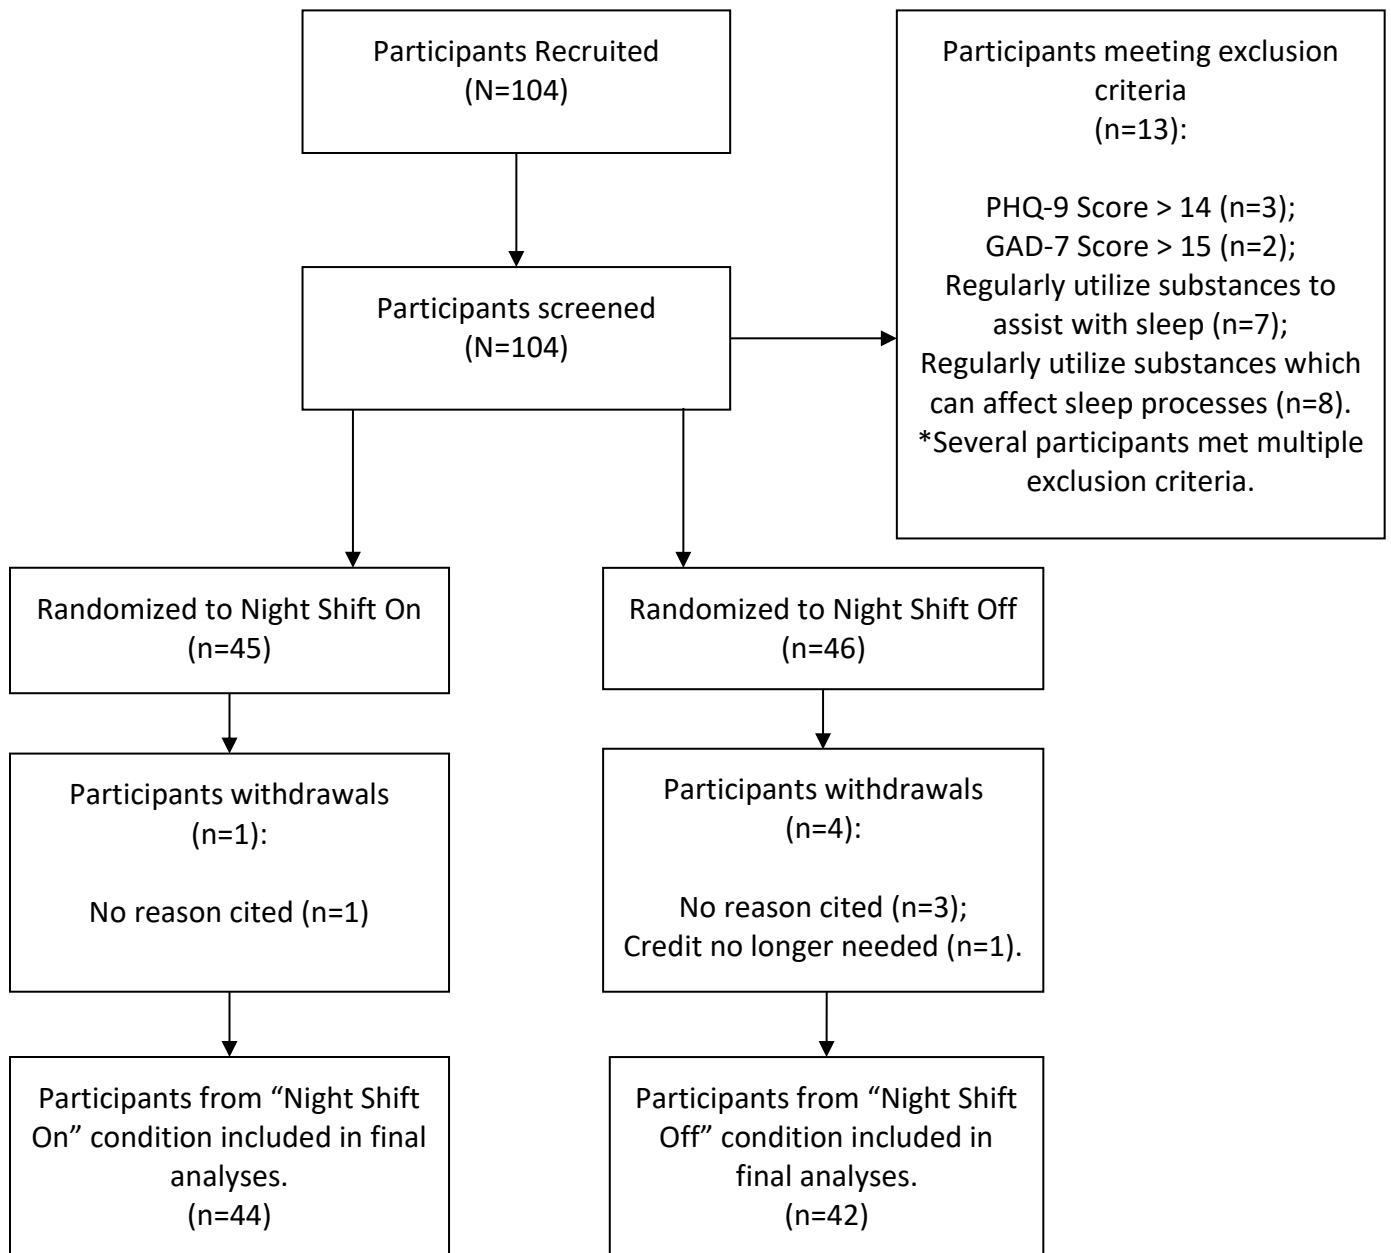 Participants Recruited
(N=104)
Participants meeting exclusion
criteria
(n=13):
PHQ-9 Score > 14 (n=3);
GAD-7 Score > 15 (n=2);
Regularly utilize substances to
assist with sleep (n=7);
Regularly utilize substances which
can affect sleep processes (n=8).
*Several participants met multiple
exclusion criteria.
Participants screened
(N=104)
Randomized to Night Shift On
(n=45)
Randomized to Night Shift Off
(n=46)
Participants withdrawals
(n=1):
No reason cited (n=1)
Participants withdrawals
(n=4):
No reason cited (n=3);
Credit no longer needed (n=1).
Participants from “Night Shift
On” condition included in final
analyses.
(n=44)
Participants from “Night Shift
Off” condition included in
final analyses.
(n=42)